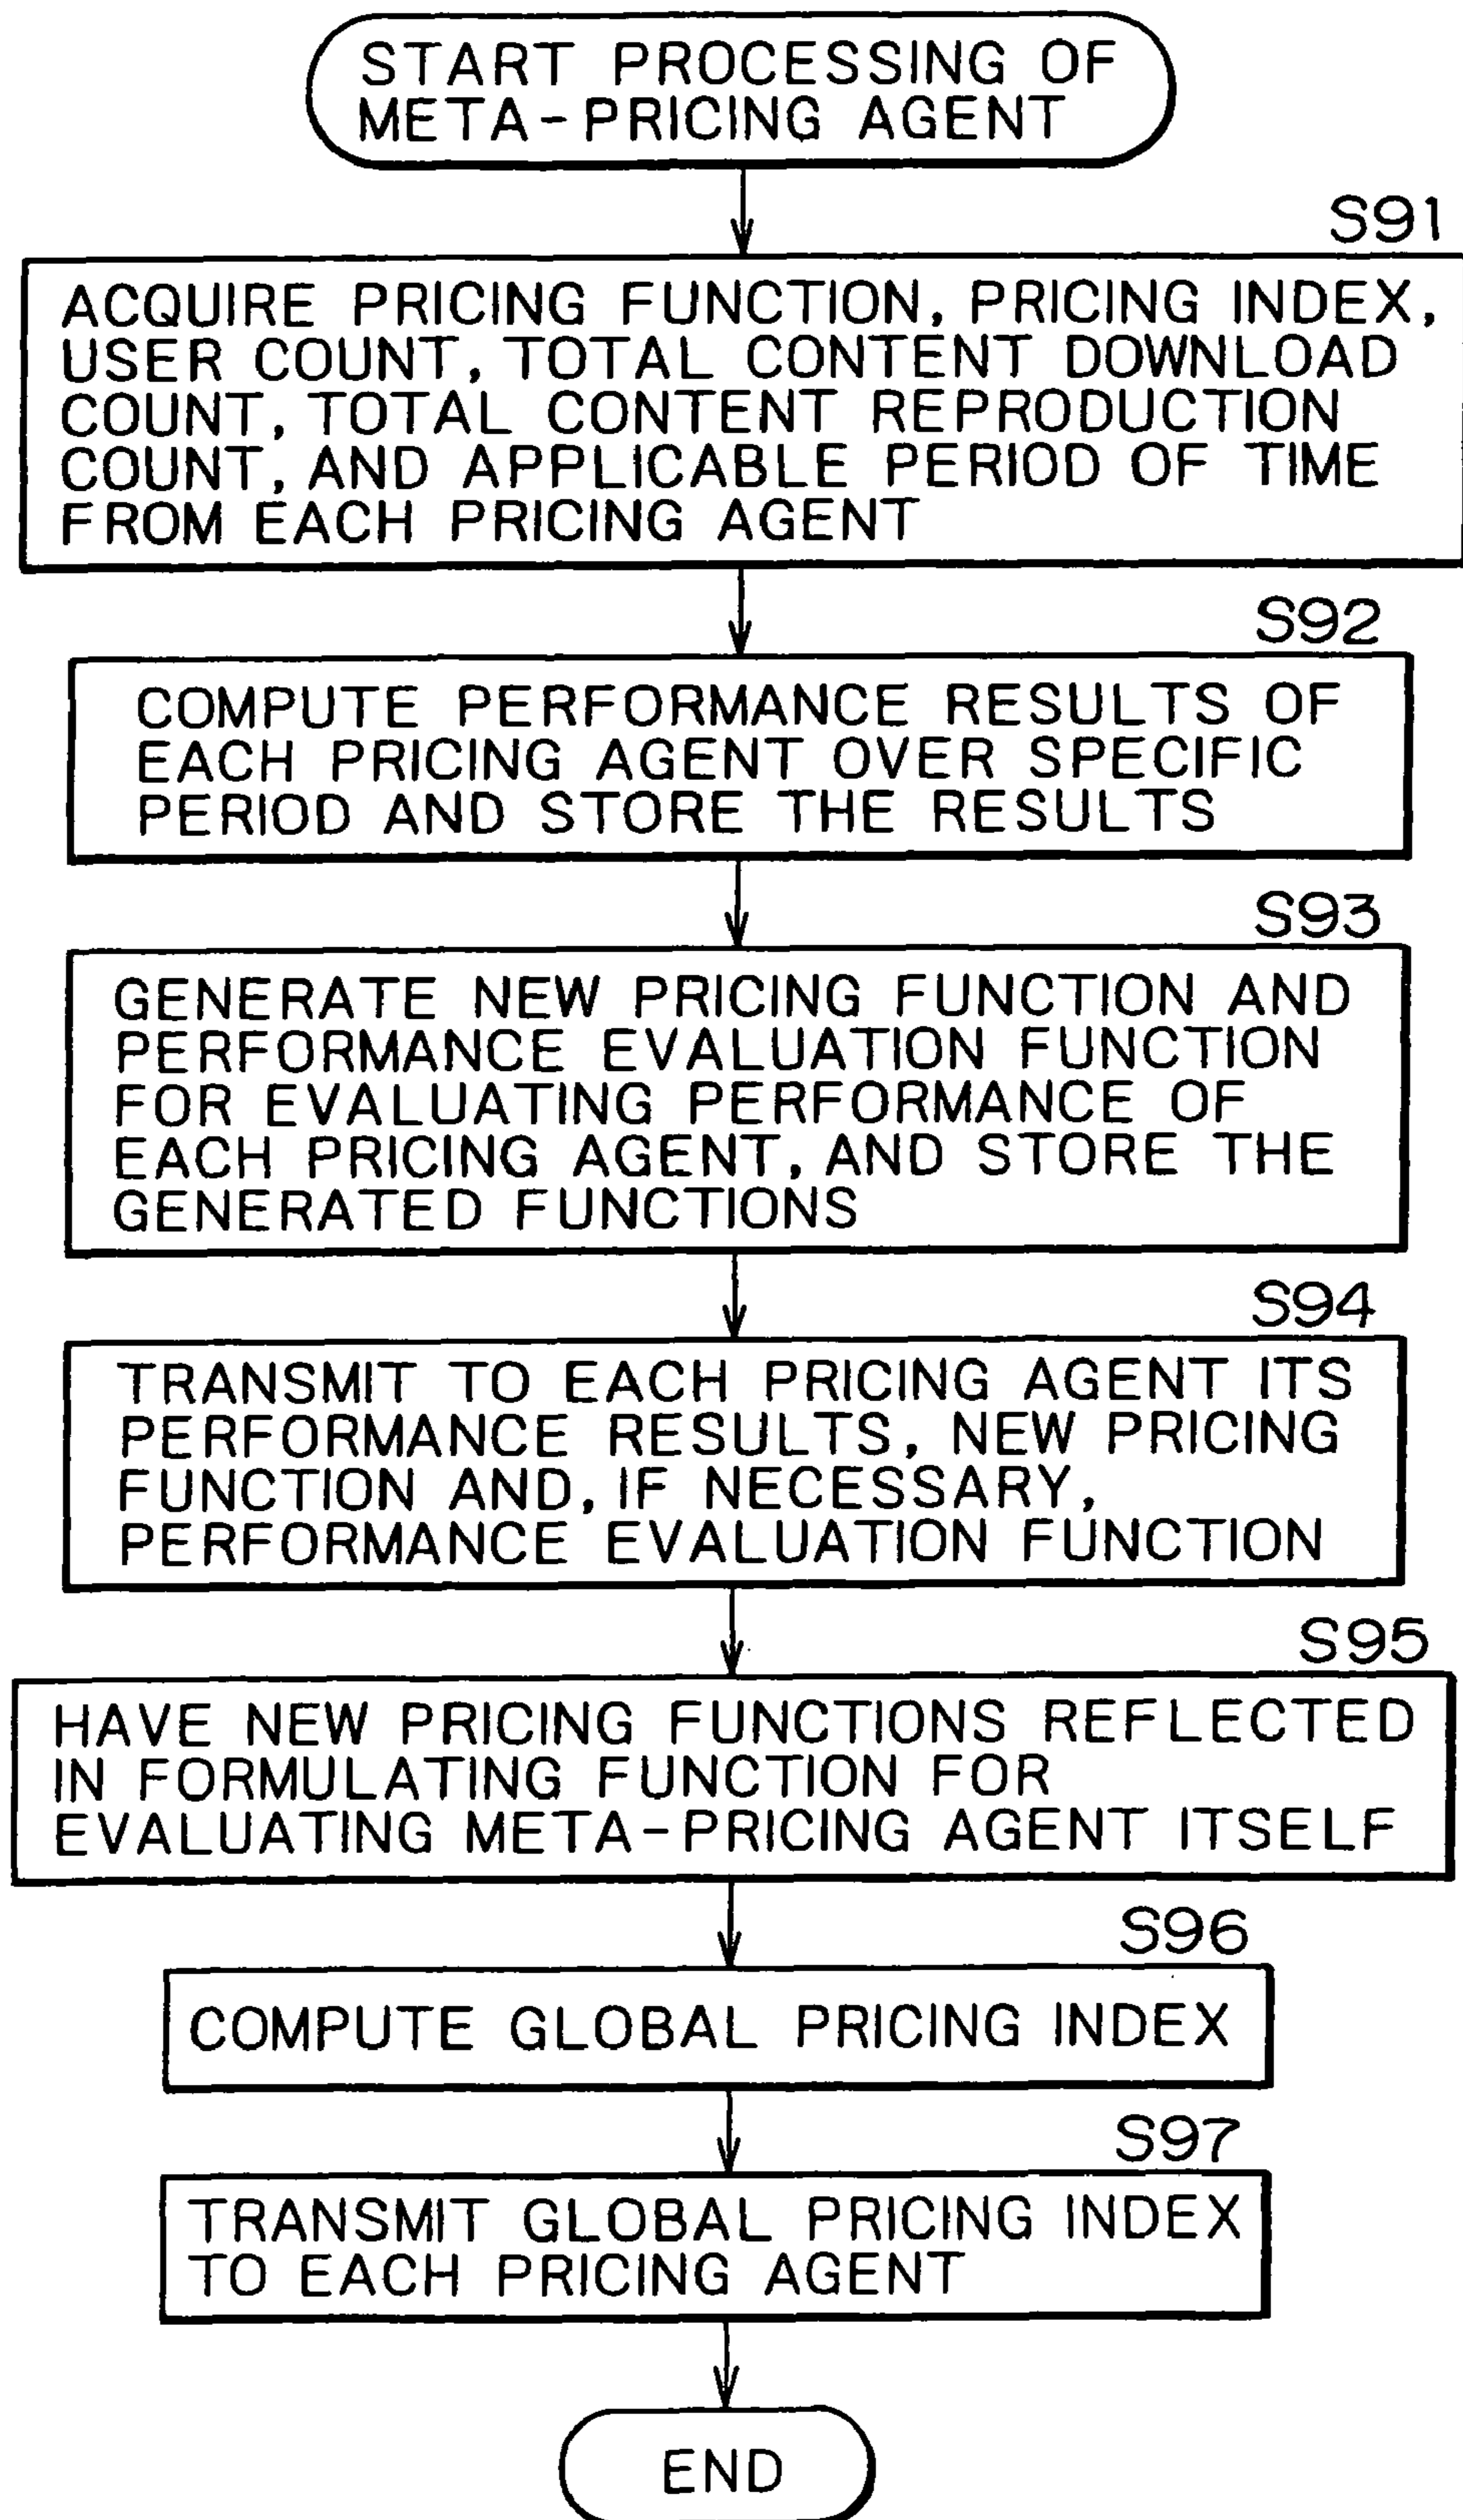 START PROCESSING OF
META-PRICING AGENT
S91
ACQUIRE PRICING FUNCTION, PRICING INDEX,
USER COUNT, TOTAL CONTENT DOWNLOAD
COUNT, TOTAL CONTENT REPRODUCTION
COUNT, AND APPLICABLE PERIOD OF TIME
FROM EACH PRICING AGENT
S92
COMPUTE PERFORMANCE RESULTS OF
EACH PRICING AGENT OVER SPECIFIC
PERIOD AND STORE THE RESULTS
S93
GENERATE NEW PRICING FUNCTION AND
PERFORMANCE EVALUATION FUNCTION
FOR EVALUATING PERFORMANCE OF
EACH PRICING AGENT, AND STORE THE
GENERATED FUNCTIONS
S94
TRANSMIT TO EACH PRICING AGENT ITS
PERFORMANCE RESULTS, NEW PRICING
FUNCTION AND, IF NECESSARY,
PERFORMANCE EVALUATION FUNCTION
S95
HAVE NEW PRICING FUNCTIONS REFLECTED
IN FORMULATING FUNCTION FOR
EVALUATING META-PRICING AGENT ITSELF
S96
COMPUTE GLOBAL PRICING INDEX
S97
TRANSMIT GLOBAL PRICING INDEX
TO EACH PRICING AGENT
END